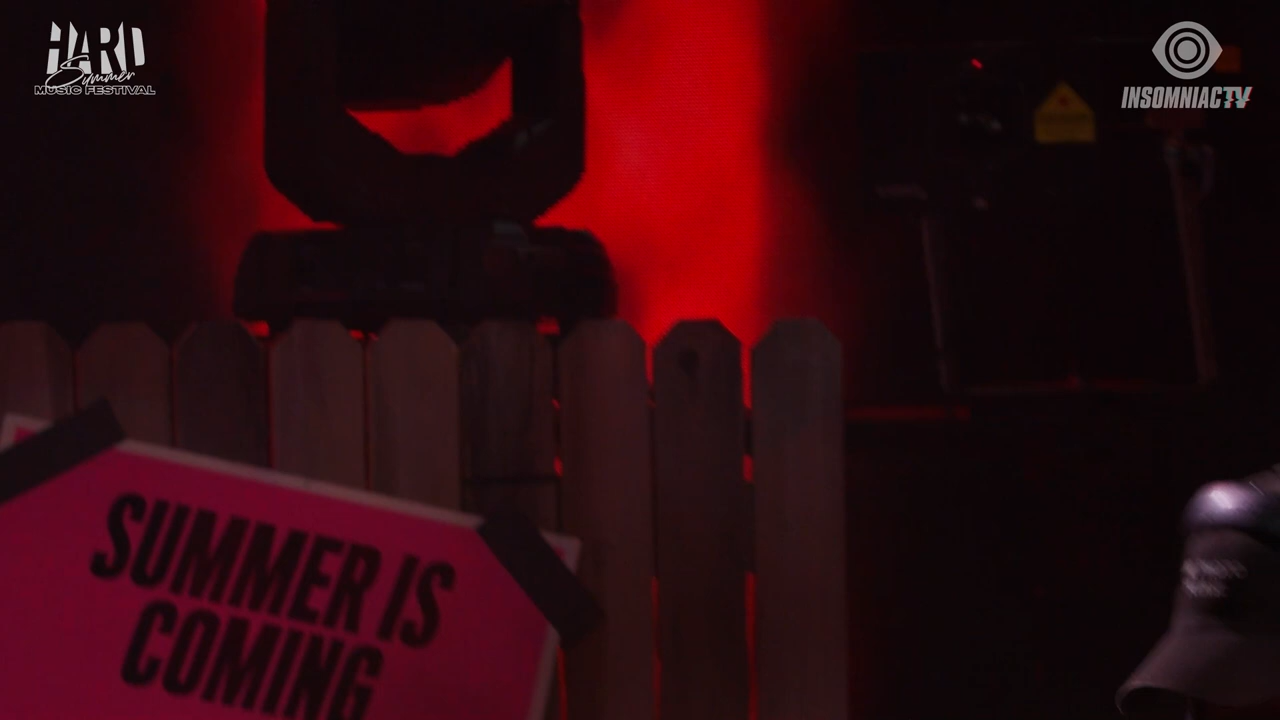 HARD
Summer
MUSIC FESTIVAL
INSOMNIACTV
SUMMER IS
COMING